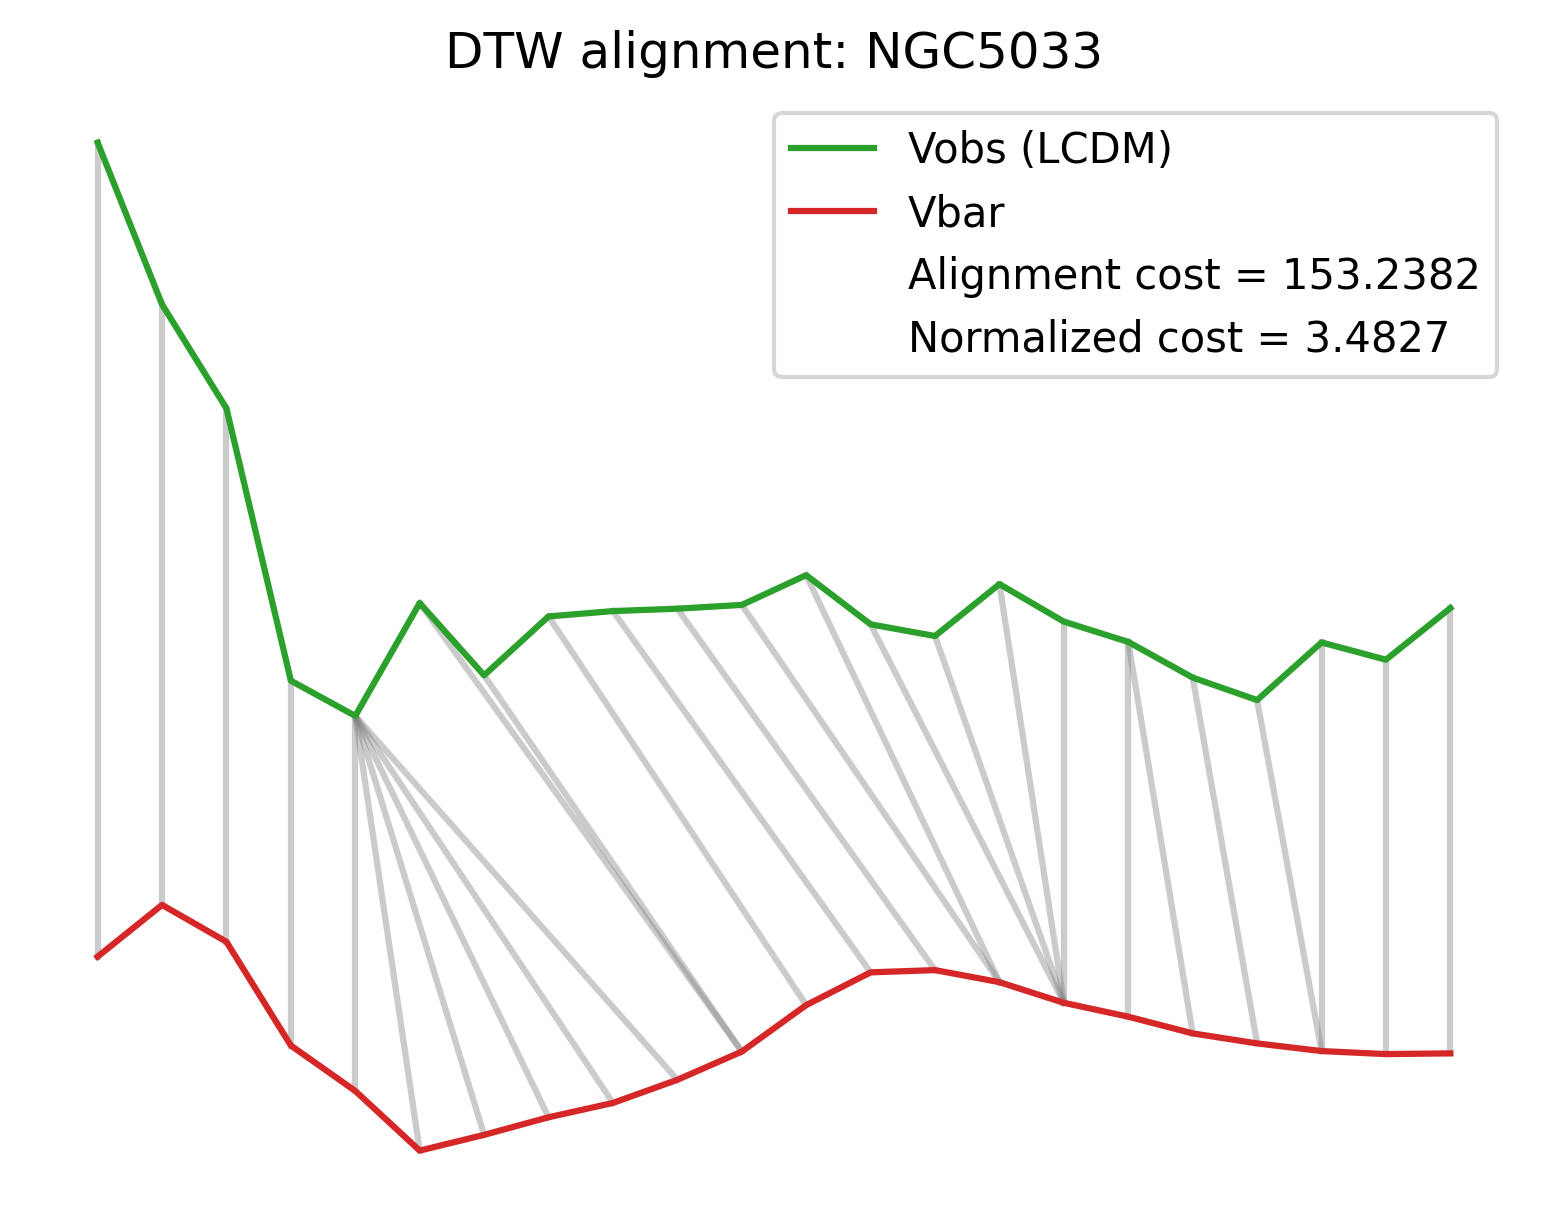 DTW alignment: NGC5033
Vobs (LCDM)
Vbar
Alignment cost = 153.2382
Normalized cost = 3.4827